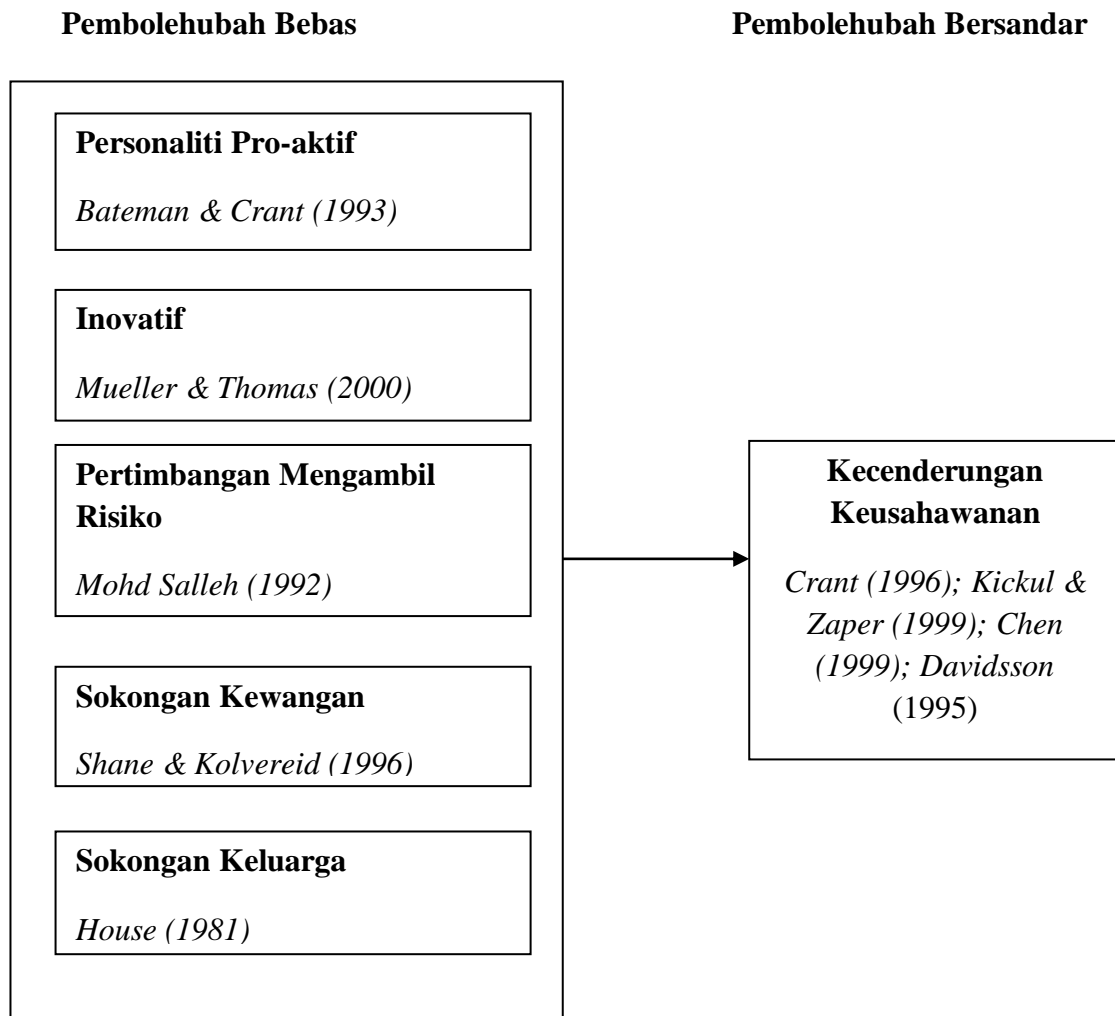 Pembolehubah Bebas
Pembolehubah Bersandar
Personaliti Pro-aktif
Bateman & Crant (1993)
Inovatif
Mueller & Thomas (2000)
Pertimbangan Mengambil
Risiko
Mohd Salleh (1992)
Sokongan Kewangan
Shane & Kolvereid (1996)
Sokongan Keluarga
House (1981)
Kecenderungan
Keusahawanan
Crant (1996); Kickul &
Zaper (1999); Chen
(1999); Davidsson
(1995)